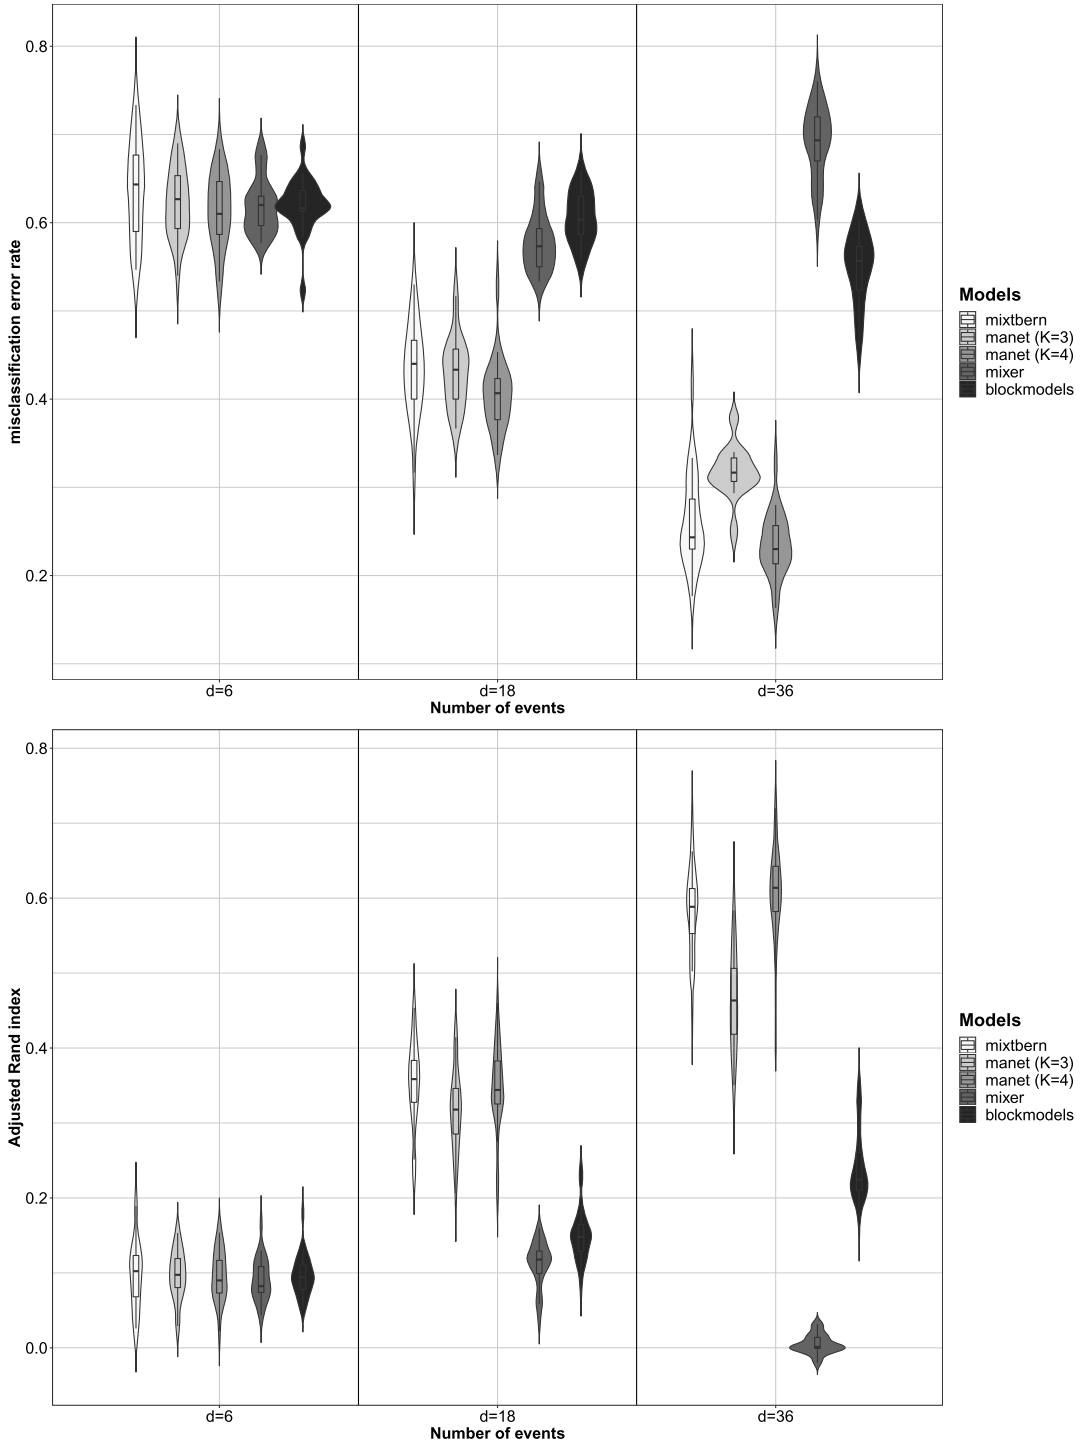 0.8
0.6
0.4
0.2
misclassification error rate
d=6
d=18
d=36
Number of events
Models
mixtbern
manet (K=3)
manet (K=4)
mixer
blockmodels
0.8
0.6
0.4
0.2
0.0
Adjusted Rand index
d=6
d=18
d=36
Number of events
Models
mixtbern
manet (K=3)
manet (K=4)
mixer
blockmodels